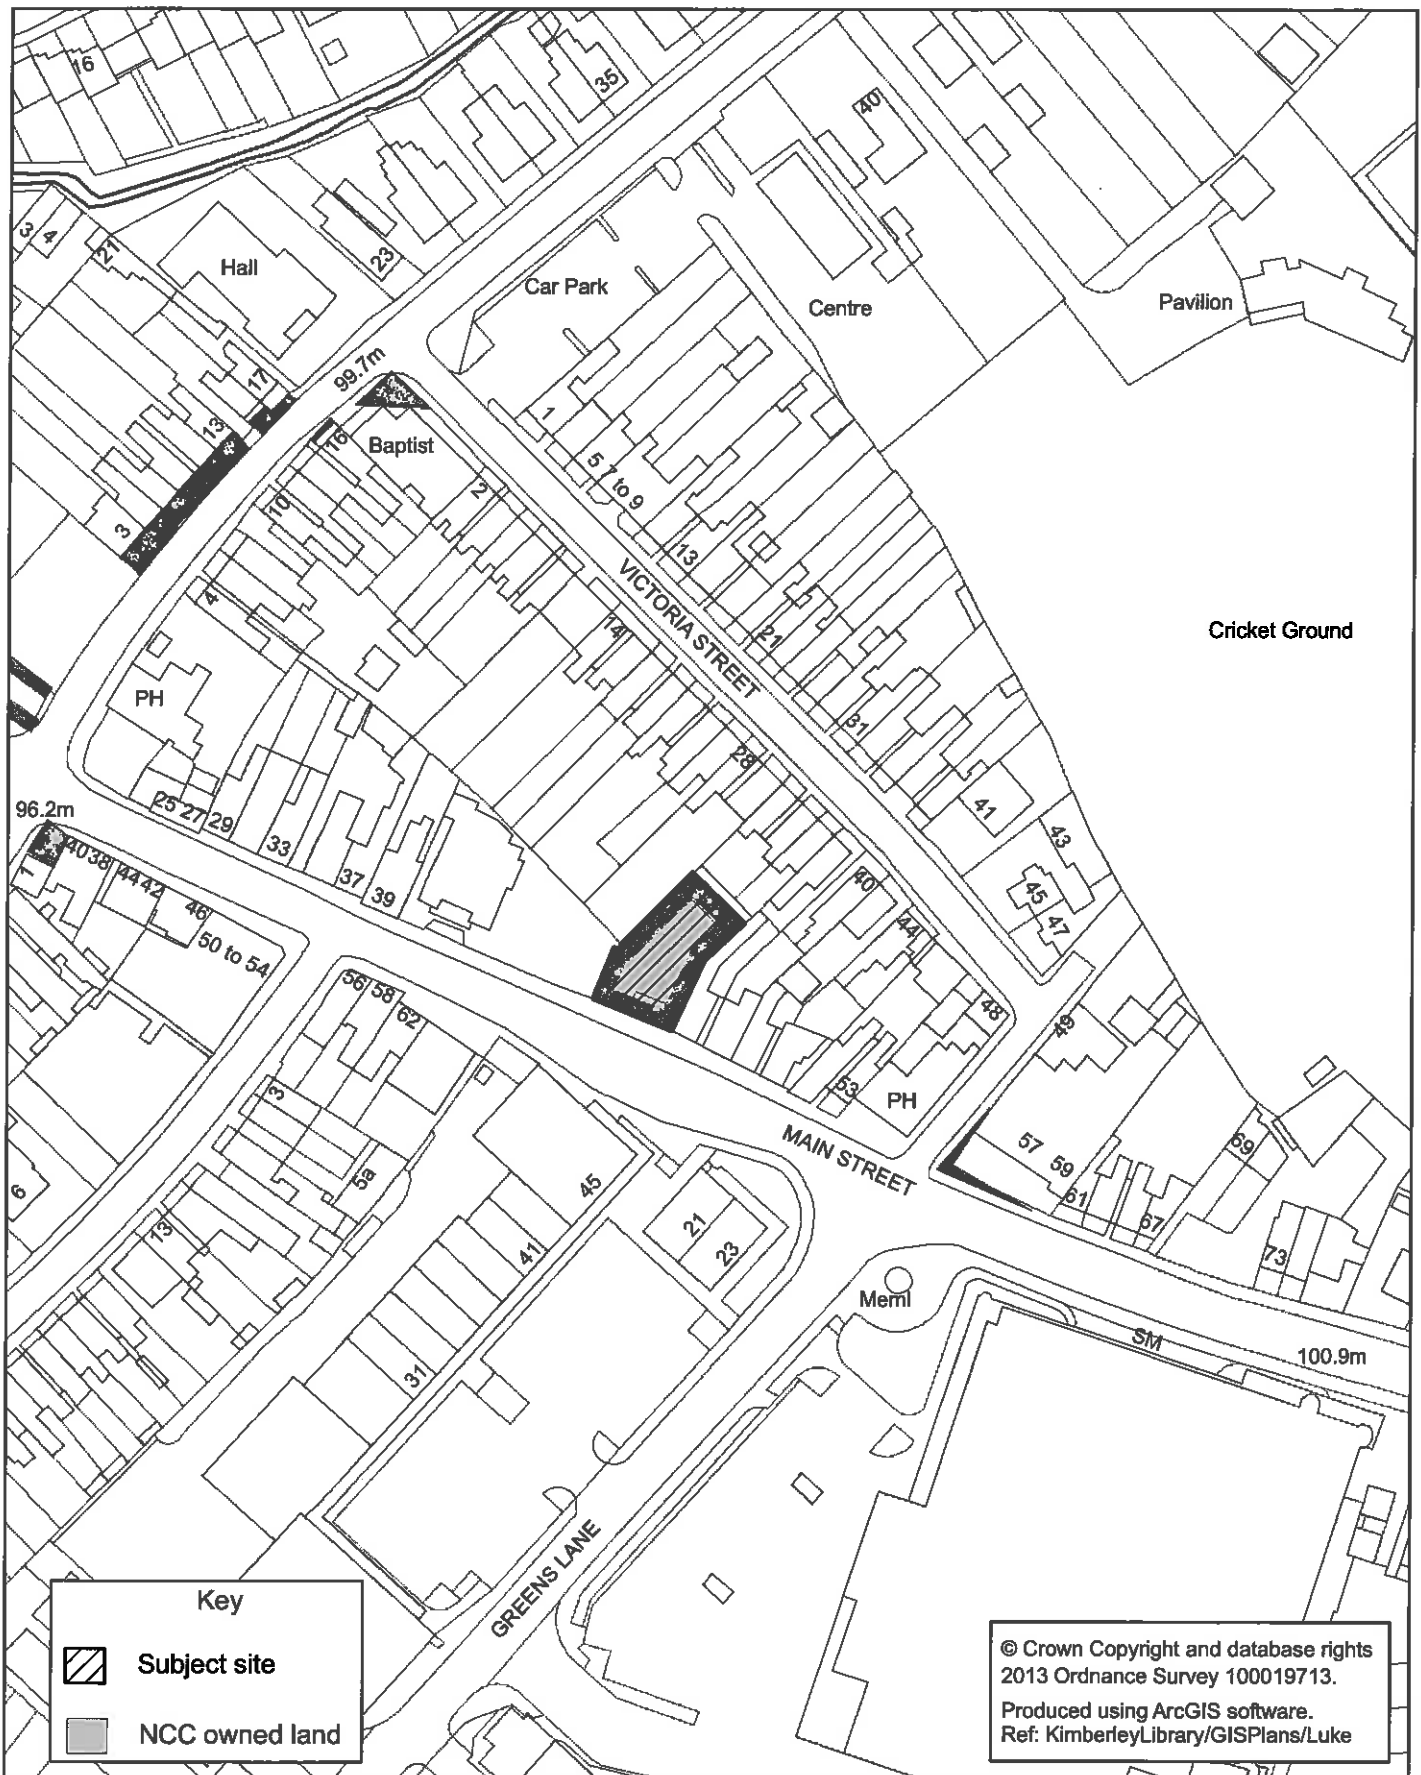 16
35
40
3
4
21
Hall
23
Car Park
Centre
Pavilion
99.7m
17
13
1
Baptist
16
5 7 to 9
2
10
3
13
VICTORIA STREET
4
14
21
Cricket Ground
PH
31
28
25 27 29
41
96.2m
33
43
40 38
44 42
1
37
39
40
45
46
44
47
50 to 54
56 58
62
48
49
3
53
PH
MAIN STREET
57
59
61
67
69
5a
6
45
21
23
13
41
73
Meml
SM
100.9m
31
GREENS LANE
Key
Subject site
NCC owned land
© Crown Copyright and database rights
2013 Ordnance Survey 100019713.
Produced using ArcGIS software.
Ref: KimberleyLibrary/GISPlans/Luke